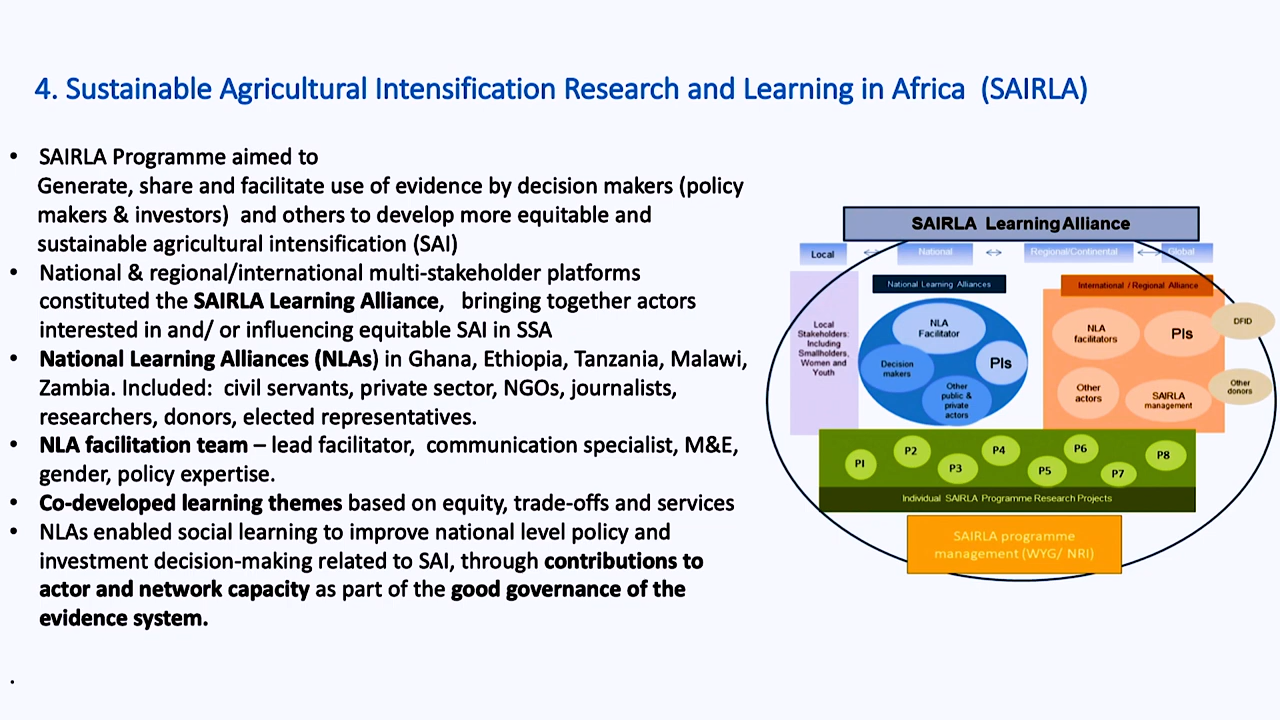 4. Sustainable Agricultural Intensification Research and Learning in Africa (SAIRLA)
• SAIRLA Programme aimed to
Generate, share and facilitate use of evidence by decision makers (policy
makers & investors) and others to develop more equitable and
sustainable agricultural intensification (SAI)
• National & regional/international multi-stakeholder platforms
constituted the SAIRLA Learning Alliance, bringing together actors
interested in and/ or influencing equitable SAI in SSA
• National Learning Alliances (NLAs) in Ghana, Ethiopia, Tanzania, Malawi,
Zambia. Included: civil servants, private sector, NGOs, journalists,
researchers, donors, elected representatives.
• NLA facilitation team – lead facilitator, communication specialist, M&E,
gender, policy expertise.
• Co-developed learning themes based on equity, trade-offs and services
• NLAs enabled social learning to improve national level policy and
investment decision-making related to SAI, through contributions to
actor and network capacity as part of the good governance of the
evidence system.
.
SAIRLA Learning Alliance
Local
National
Regional/Continental
Global
National Learning Alliances
International / Regional Alliance
Local
Stakeholders:
Including
Smallholders,
Women and
Youth
NLA
Facilitator
Decision
makers
PIs
Other
public &
private
actors
NLA
facilitators
PIs
Other
actors
SAIRLA
management
DFID
Other
donors
PI
P2
P3
P4
P5
P6
P7
P8
Individual SAIRLA Programme Research Projects
SAIRLA programme
management (WYG/ NRI)